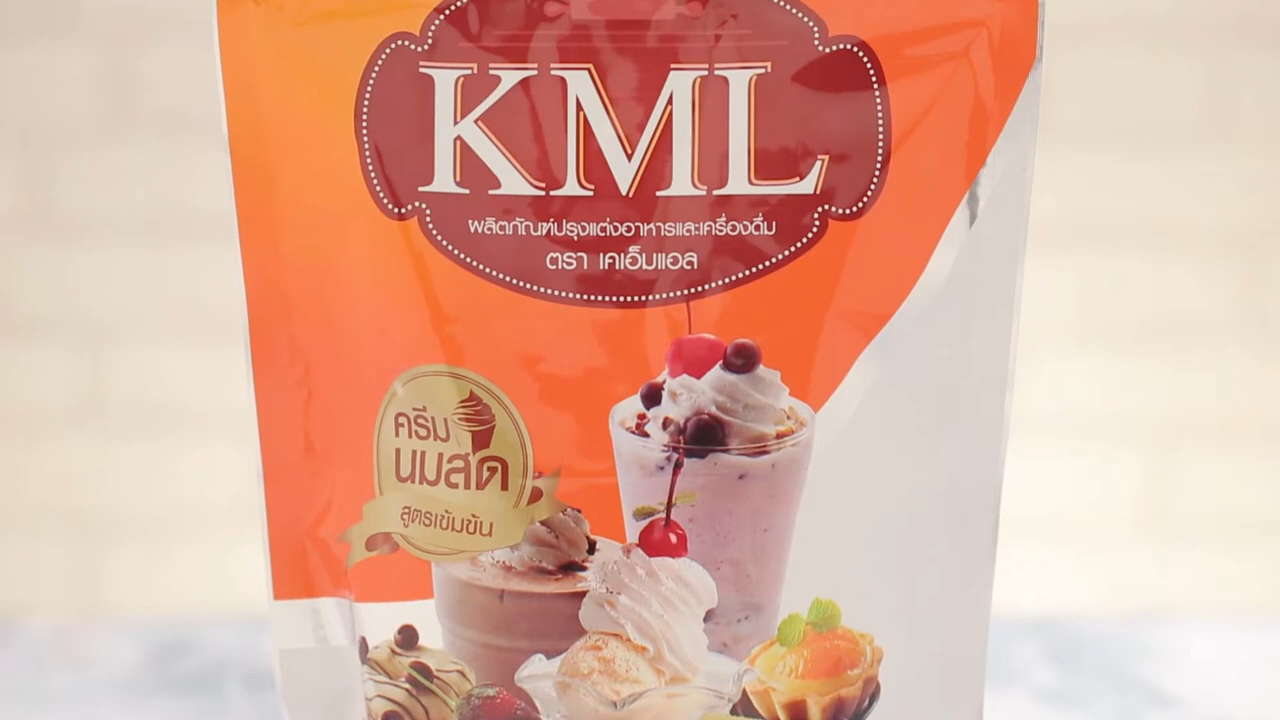 KML
ผลิตภัณฑ์ปรุงแต่งอาหารและเครื่องดื่ม
ตรา เคเอ็มแอล
ครีม
นมสด
สูตรเข้มข้น